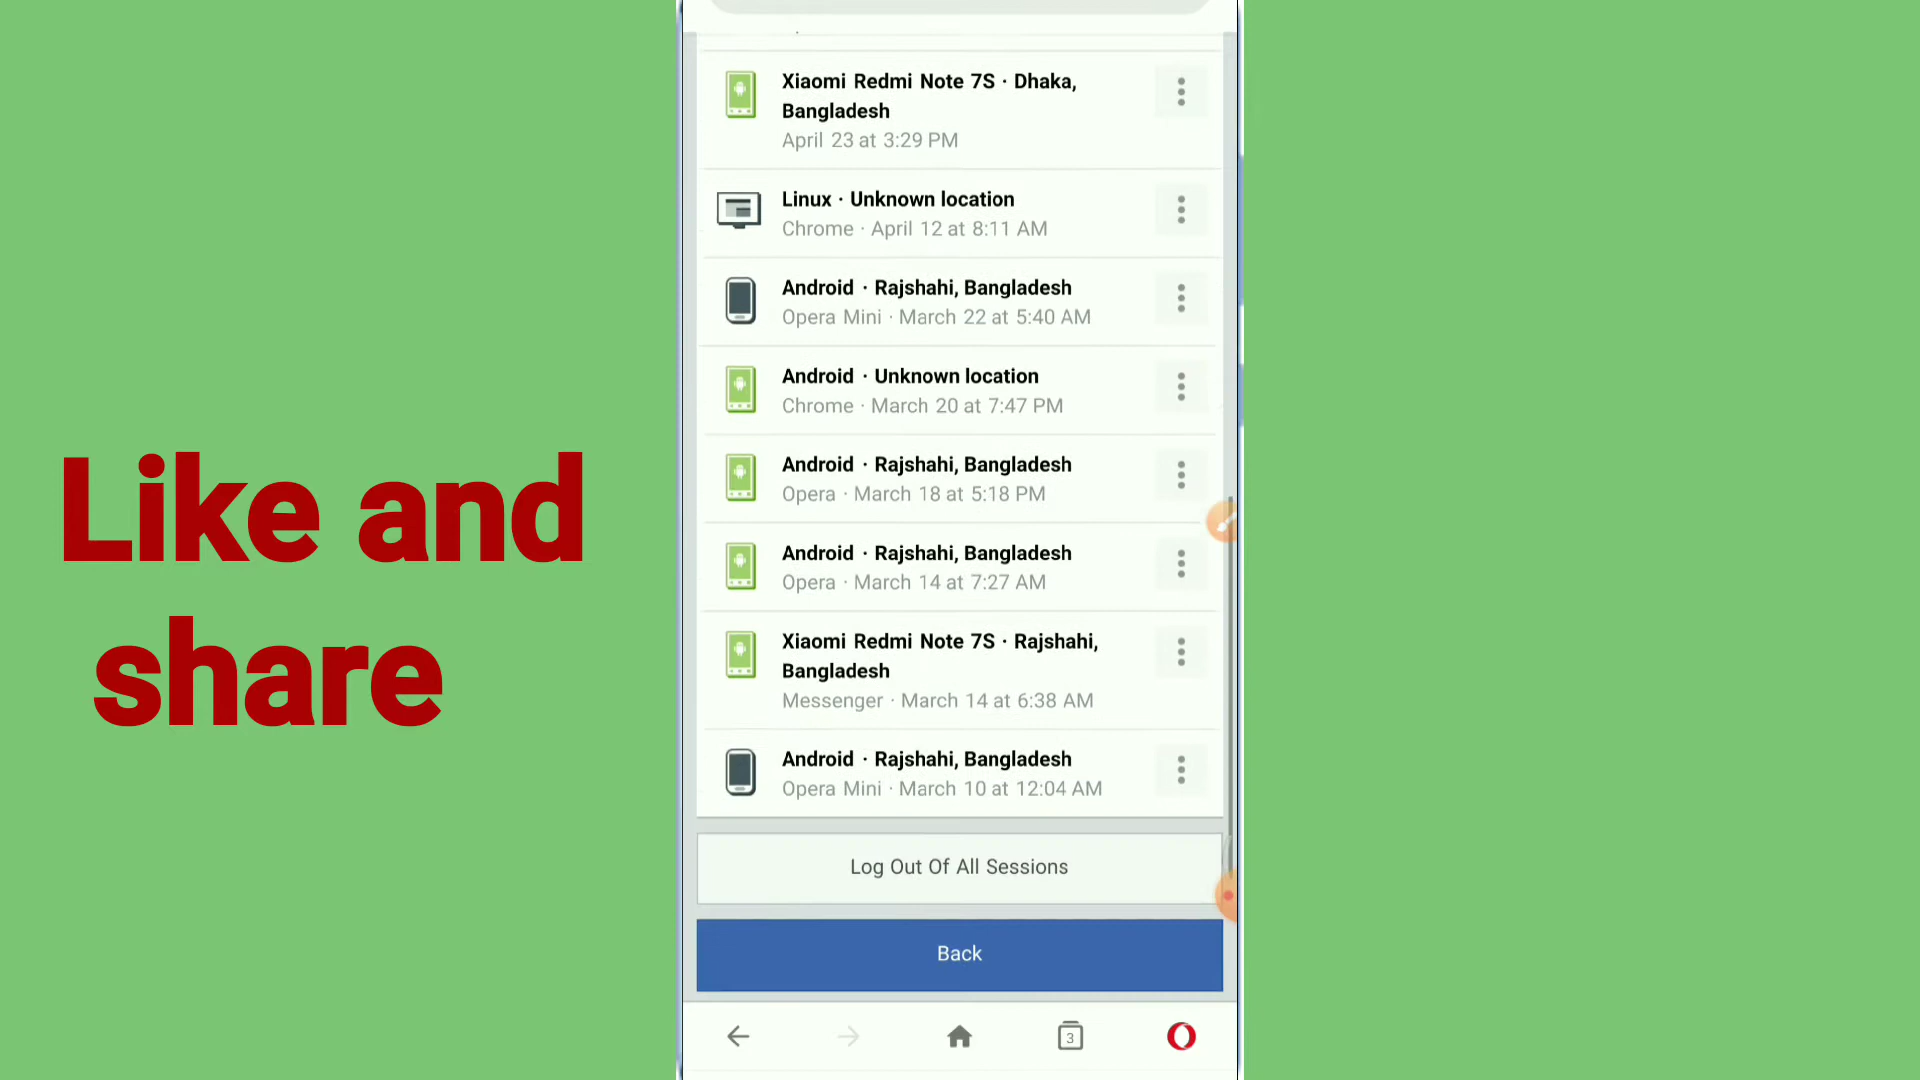 Like and
share
Xiaomi Redmi Note 7S · Dhaka,
Bangladesh
April 23 at 3:29 PM
Linux · Unknown location
Chrome · April 12 at 8:11 AM
Android · Rajshahi, Bangladesh
Opera Mini · March 22 at 5:40 AM
Android · Unknown location
Chrome · March 20 at 7:47 PM
Android · Rajshahi, Bangladesh
Opera · March 18 at 5:18 PM
Android · Rajshahi, Bangladesh
Opera · March 14 at 7:27 AM
Xiaomi Redmi Note 7S · Rajshahi,
Bangladesh
Messenger · March 14 at 6:38 AM
Android · Rajshahi, Bangladesh
Opera Mini · March 10 at 12:04 AM
Log Out Of All Sessions
Back
3